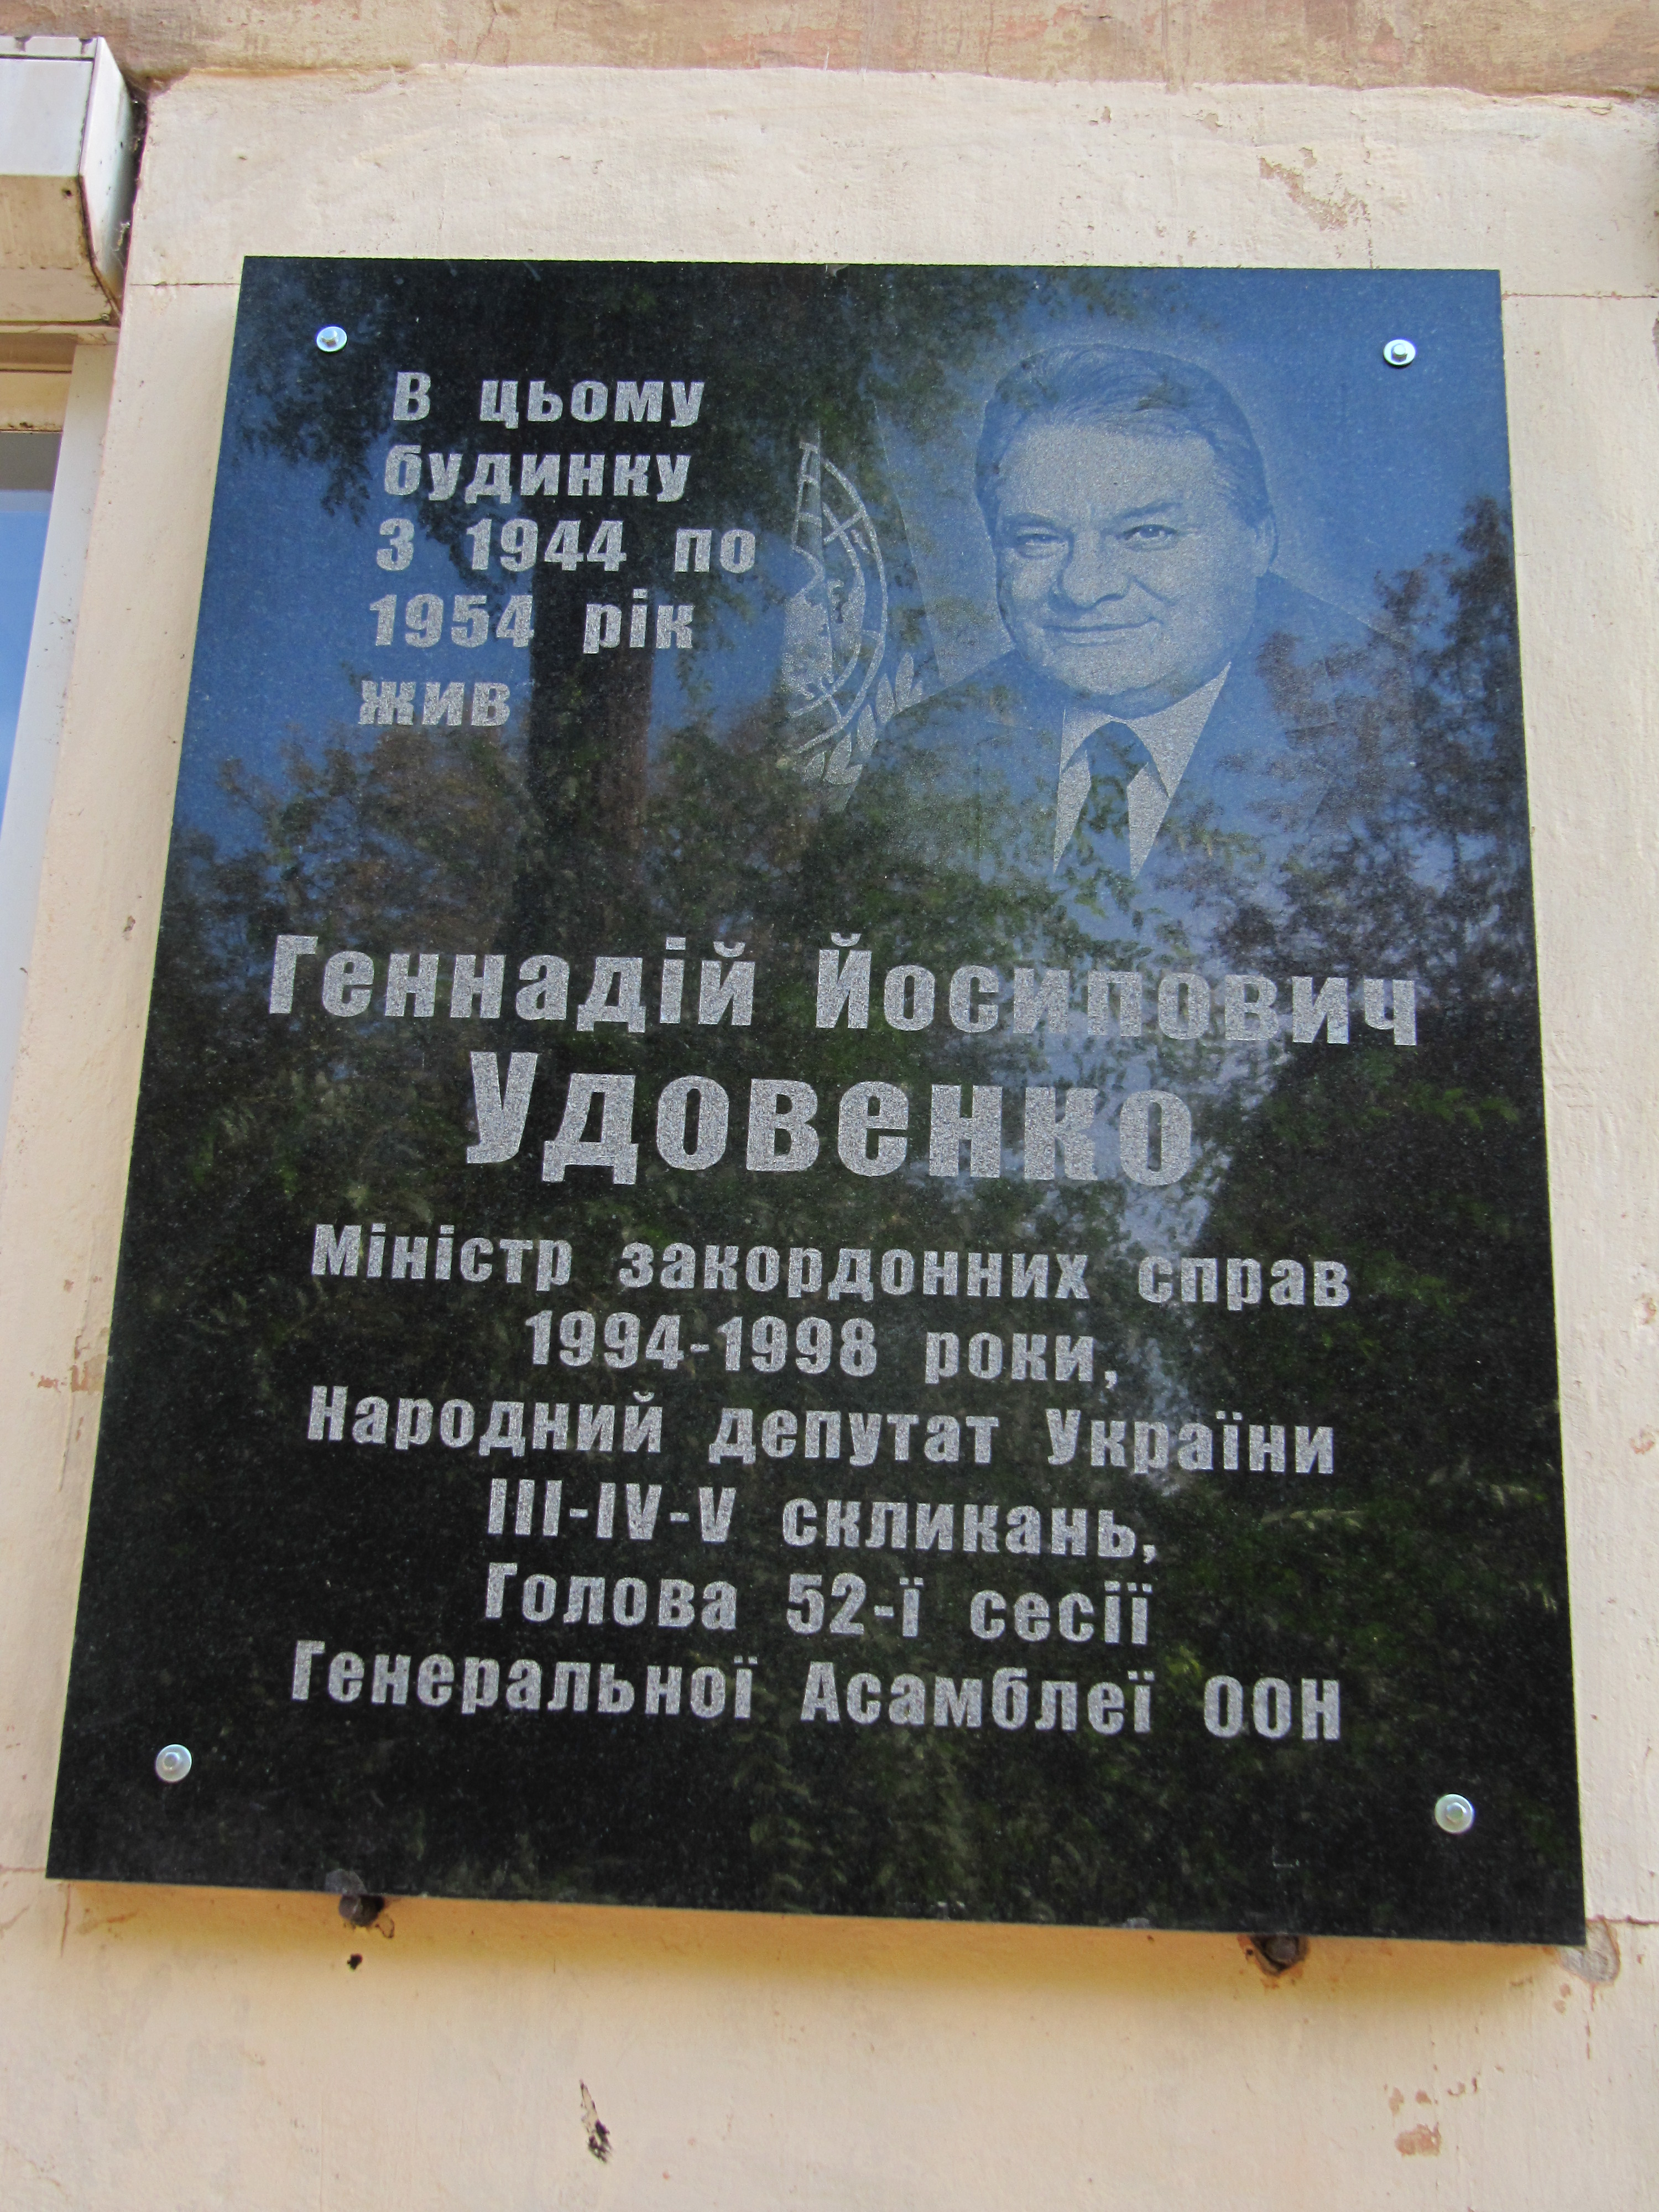 В цьому
будинку
з 1944 по
1954 рік
жив
Геннадій Йосипович
Удовенко
Міністр закордонних справ
1994-1998 роки,
Народний депутат України
III-IV-V скликань,
Голова 52-ї сесії
Генеральної Асамблеї ООН